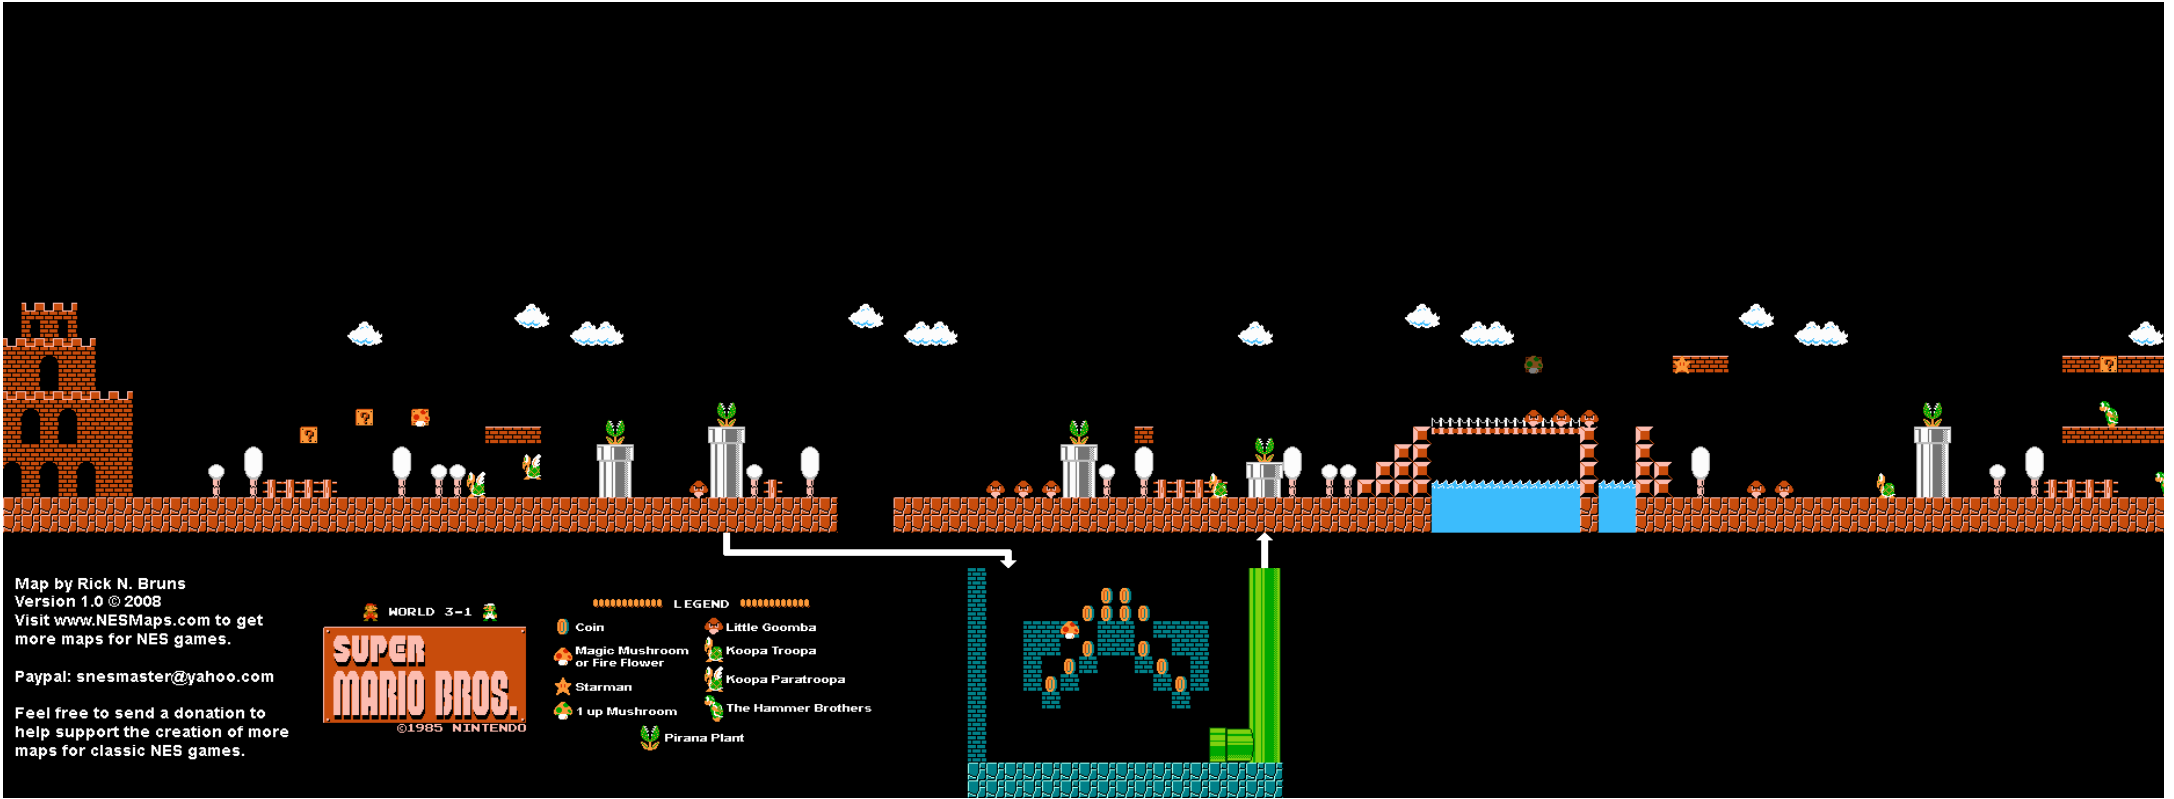 Map by Rick N. Bruns
Version 1.0 © 2008
Visit www.NESMaps.com to get
more maps for NES games.
Paypal: snesmaster@yahoo.com
Feel free to send a donation to
help support the creation of more
maps for classic NES games.
WORLD 3-1
SUPER
MARIO BROS.
©1985 NINTENDO
LEGEND
Coin
Magic Mushroom
or Fire Flower
Starman
1 up Mushroom
Little Goomba
Koopa Troopa
Koopa Paratroopa
The Hammer Brothers
Pirana Plant
?
?
?